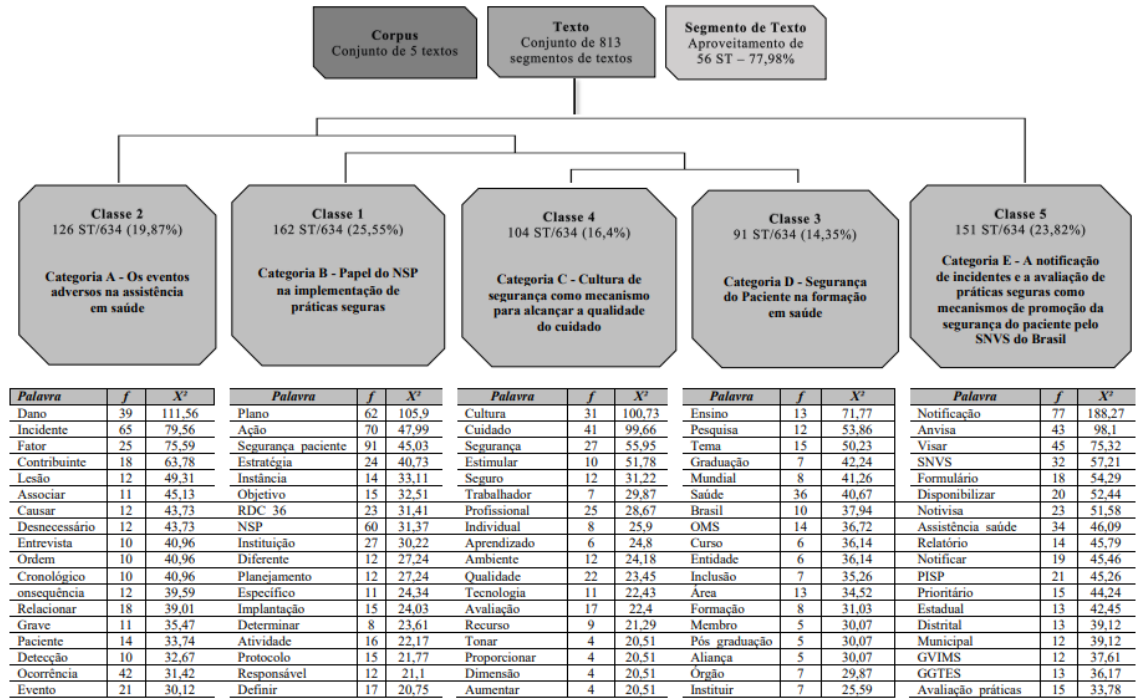 Corpus
Conjunto de 5 textos
Texto
Conjunto de 813
segmentos de textos
Segmento de Texto
Aproveitamento de
56 ST – 77,98%
Classe 2
126 ST/634 (19,87%)
Categoria A - Os eventos
adversos na assistência
em saúde
Classe 1
162 ST/634 (25,55%)
Categoria B - Papel do NSP
na implementação de
práticas seguras
Classe 4
104 ST/634 (16,4%)
Categoria C - Cultura de
segurança como mecanismo
para alcançar a qualidade
do cuidado
Classe 3
91 ST/634 (14,35%)
Categoria D - Segurança
do Paciente na formação
em saúde
Classe 5
151 ST/634 (23,82%)
Categoria E - A notificação
de incidentes e a avaliação de
práticas seguras como
mecanismos de promoção da
segurança do paciente pelo
SNVS do Brasil
Palavra f X²
Dano 39 111,56
Incidente 65 79,56
Fator 25 75,59
Contribuinte 18 63,78
Lesão 12 49,31
Associar 11 45,13
Causar 12 43,73
Desnecessário 12 43,73
Entrevista 10 40,96
Ordem 10 40,96
Cronológico 10 40,96
onsequência 12 39,59
Relacionar 18 39,01
Grave 11 35,47
Paciente 14 33,74
Detecção 10 32,67
Ocorrência 42 31,42
Evento 21 30,12
Palavra f X²
Plano 62 105,9
Ação 70 47,99
Segurança paciente 91 45,03
Estratégia 24 40,73
Instância 14 33,11
Objetivo 15 32,51
RDC 36 23 31,41
NSP 60 31,37
Instituição 27 30,22
Diferente 12 27,24
Planejamento 12 27,24
Específico 11 24,34
Implantação 15 24,03
Determinar 8 23,61
Atividade 16 22,17
Protocolo 15 21,77
Responsável 12 21,1
Definir 17 20,75
Palavra f X²
Cultura 31 100,73
Cuidado 41 99,66
Segurança 27 55,95
Estimular 10 51,78
Seguro 12 31,22
Trabalhador 7 29,87
Profissional 25 28,67
Individual 8 25,9
Aprendizado 6 24,8
Ambiente 12 24,18
Qualidade 22 23,45
Tecnologia 11 22,43
Avaliação 17 22,4
Recurso 9 21,29
Tonar 4 20,51
Proporcionar 4 20,51
Dimensão 4 20,51
Aumentar 4 20,51
Palavra f X²
Ensino 13 71,77
Pesquisa 12 53,86
Tema 15 50,23
Graduação 7 42,24
Mundial 8 41,26
Saúde 36 40,67
Brasil 10 37,94
OMS 14 36,72
Curso 6 36,14
Entidade 6 36,14
Inclusão 7 35,26
Área 13 34,52
Formação 8 31,03
Membro 5 30,07
Pós graduação 5 30,07
Aliança 5 30,07
Órgão 7 29,87
Instituir 7 25,59
Palavra f X²
Notificação 77 188,27
Anvisa 43 98,1
Visar 45 75,32
SNVS 32 57,21
Formulário 18 54,29
Disponibilizar 20 52,44
Notivisa 23 51,58
Assistência saúde 34 46,09
Relatório 14 45,79
Notificar 19 45,46
PISP 21 45,26
Prioritário 15 44,24
Estadual 13 42,45
Distrital 13 39,12
Municipal 12 39,12
GVIMS 12 37,61
GGTES 13 36,17
Avaliação práticas 15 33,78